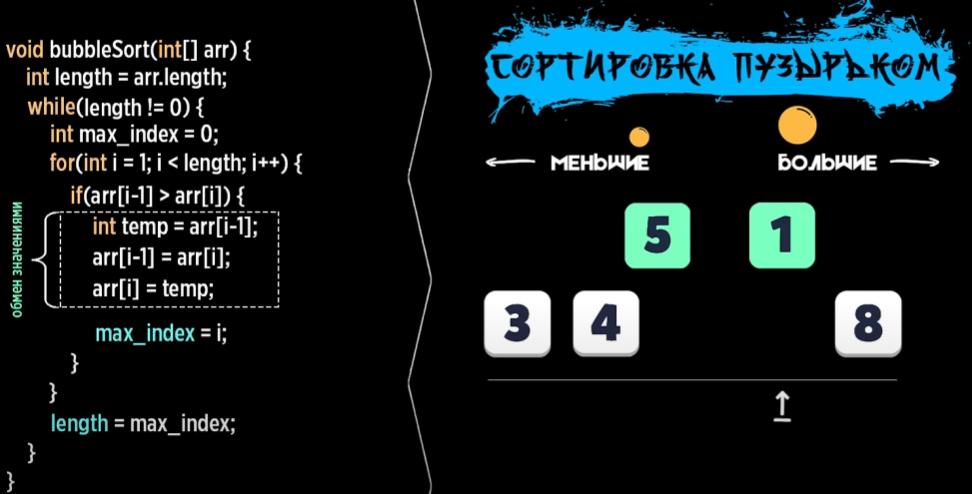 void bubbleSort(int[] arr) {
int length = arr.length;
while(length != 0) {
int max_index = 0;
for(int i = 1; i < length; i++) {
if(arr[i-1] > arr[i]) {
int temp = arr[i-1];
arr[i-1] = arr[i];
arr[i] = temp;
обмен значениями
max_index = i;
}
}
length = max_index;
}
}
СОРТИРОВКА ПУЗЫРЬКОМ
МЕНЬШИЕ
БОЛЬШИЕ
5 1
3 4 8